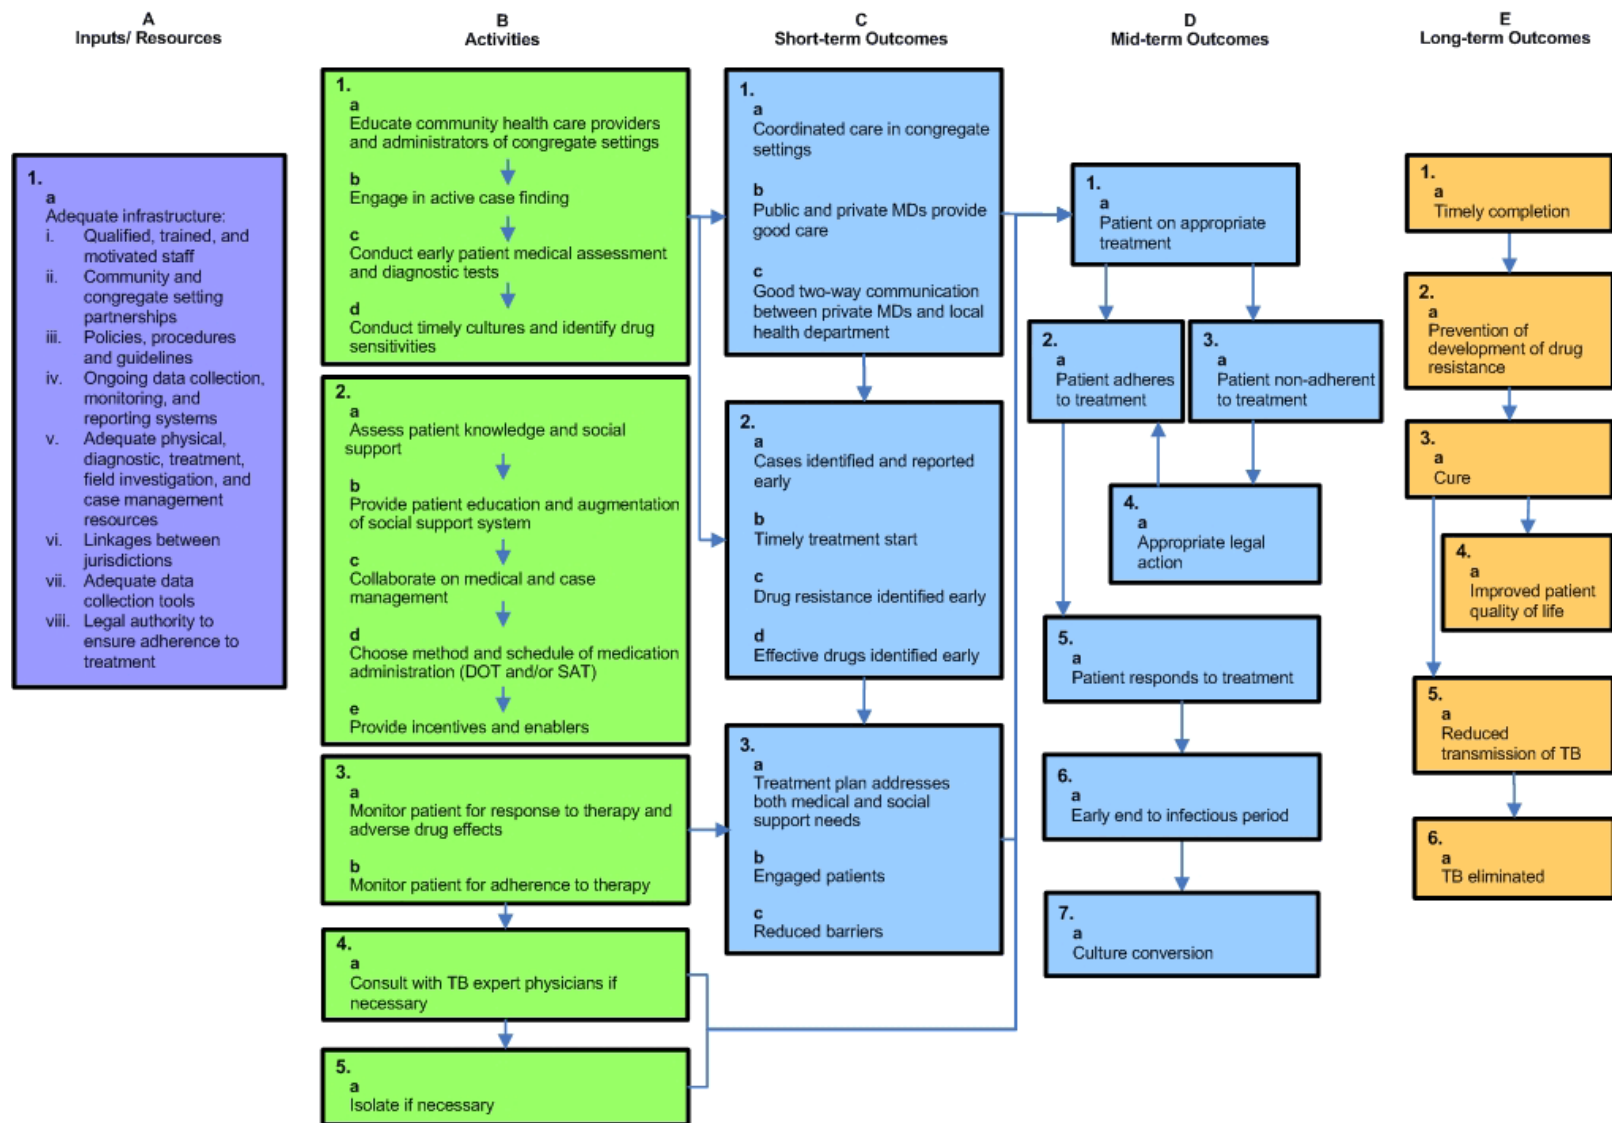 A
Inputs/ Resources
B
Activities
C
Short-term Outcomes
D
Mid-term Outcomes
E
Long-term Outcomes
1.
a
Adequate infrastructure:
i. Qualified, trained, and
motivated staff
ii. Community and
congregate setting
partnerships
iii. Policies, procedures
and guidelines
iv. Ongoing data collection,
monitoring, and
reporting systems
v. Adequate physical,
diagnostic, treatment,
field investigation, and
case management
resources
vi. Linkages between
jurisdictions
vii. Adequate data
collection tools
viii. Legal authority to
ensure adherence to
treatment
1.
a
Educate community health care providers
and administrators of congregate settings
b
Engage in active case finding
c
Conduct early patient medical assessment
and diagnostic tests
d
Conduct timely cultures and identify drug
sensitivities
2.
a
Assess patient knowledge and social
support
b
Provide patient education and augmentation
of social support system
c
Collaborate on medical and case
management
d
Choose method and schedule of medication
administration (DOT and/or SAT)
e
Provide incentives and enablers
3.
a
Monitor patient for response to therapy and
adverse drug effects
b
Monitor patient for adherence to therapy
4.
a
Consult with TB expert physicians if
necessary
5.
a
Isolate if necessary
1.
a
Coordinated care in congregate
settings
b
Public and private MDs provide
good care
c
Good two-way communication
between private MDs and local
health department
2.
a
Cases identified and reported
early
b
Timely treatment start
c
Drug resistance identified early
d
Effective drugs identified early
3.
a
Treatment plan addresses
both medical and social
support needs
b
Engaged patients
c
Reduced barriers
1.
a
Patient on appropriate
treatment
2.
a
Patient adheres
to treatment
3.
a
Patient non-adherent
to treatment
4.
a
Appropriate legal
action
5.
a
Patient responds to treatment
6.
a
Early end to infectious period
7.
a
Culture conversion
1.
a
Timely completion
2.
a
Prevention of
development of drug
resistance
3.
a
Cure
4.
a
Improved patient
quality of life
5.
a
Reduced
transmission of TB
6.
a
TB eliminated